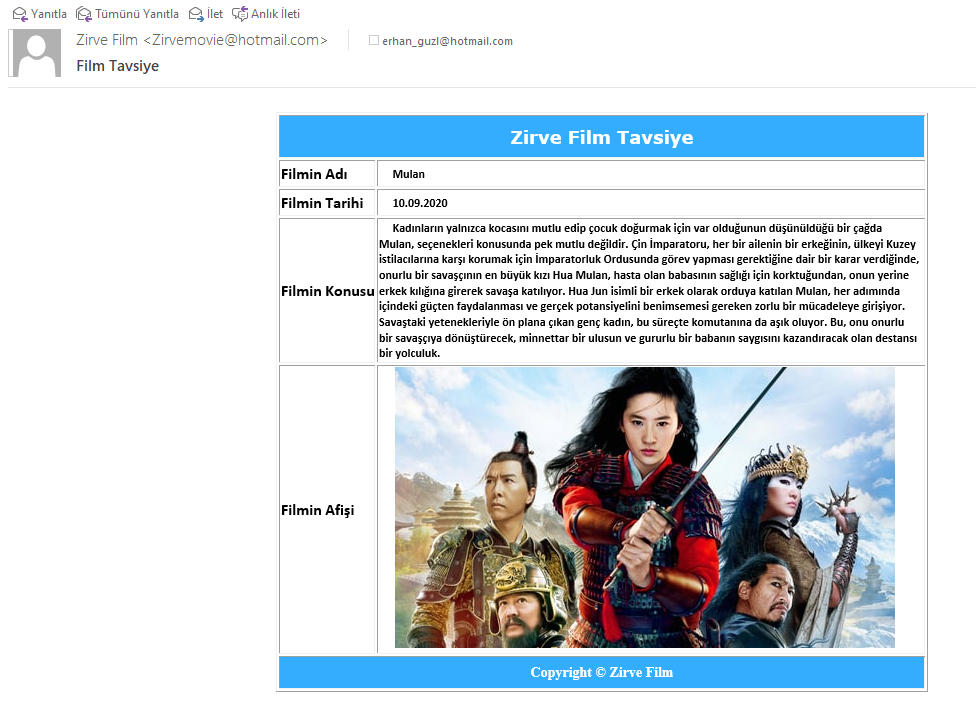 Yanıtla Tümünü Yanıtla İlet Anlık İleti
Zirve Film <Zirvemovie@hotmail.com> erhan_guzl@hotmail.com
Film Tavsiye
Zirve Film Tavsiye
Filmin Adı Mulan
Filmin Tarihi 10.09.2020
Filmin Konusu
Kadınların yalnızca kocasını mutlu edip çocuk doğurmak için var olduğunun düşünüldüğü bir çağda
Mulan, seçenekleri konusunda pek mutlu değildir. Çin İmparatoru, her bir ailenin bir erkeğinin, ülkeyi Kuzey
istilacılarına karşı korumak için İmparatorluk Ordusunda görev yapması gerektiğine dair bir karar verdiğinde,
onurlu bir savaşçının en büyük kızı Hua Mulan, hasta olan babasının sağlığı için korktuğundan, onun yerine
erkek kılığına girerek savaşa katılıyor. Hua Jun isimli bir erkek olarak orduya katılan Mulan, her adımında
içindeki güçten faydalanması ve gerçek potansiyelini benimsemesi gereken zorlu bir mücadeleye girişiyor.
Savaştaki yetenekleriyle ön plana çıkan genç kadın, bu süreçte komutanına da aşık oluyor. Bu, onu onurlu
bir savaşçıya dönüştürecek, minnettar bir ulusun ve gururlu bir babanın saygısını kazandıracak olan destansı
bir yolculuk.
Filmin Afişi
Copyright © Zirve Film